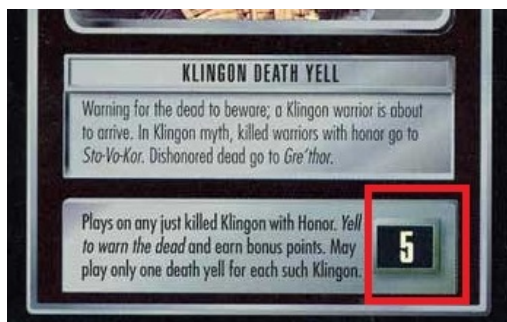 KLINGON DEATH YELL
Warning for the dead to beware; a Klingon warrior is about
to arrive. In Klingon myth, killed warriors with honor go to
Sto-Vo-Kor. Dishonored dead go to Gre'thor.
Plays on any just killed Klingon with Honor. Yell
to warn the dead and earn bonus points. May
play only one death yell for each such Klingon.
5